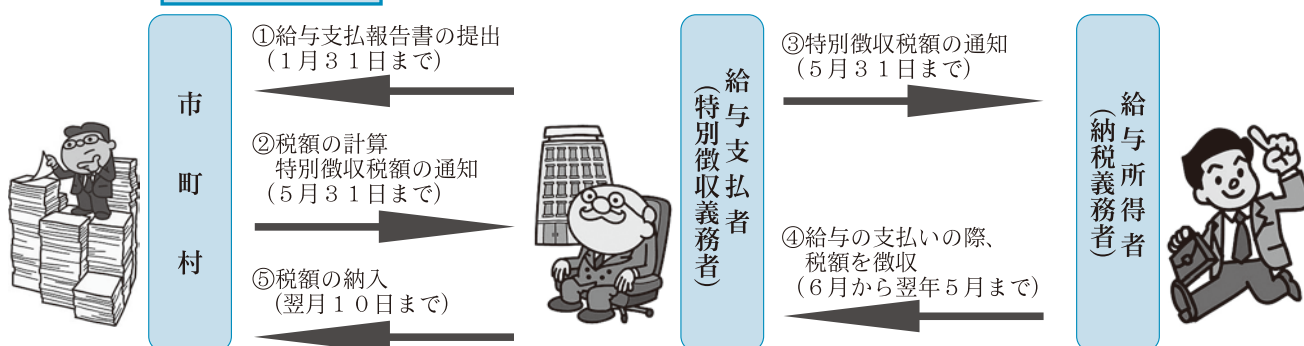 市町村
①給与支払報告書の提出
(1月31日まで)
②税額の計算
特別徴収税額の通知
(5月31日まで)
⑤税額の納入
(翌月10日まで)
給与支払者
(特別徴収義務者)
③特別徴収税額の通知
(5月31日まで)
④給与の支払いの際、
税額を徴収
(6月から翌年5月まで)
給与所得者
(納税義務者)